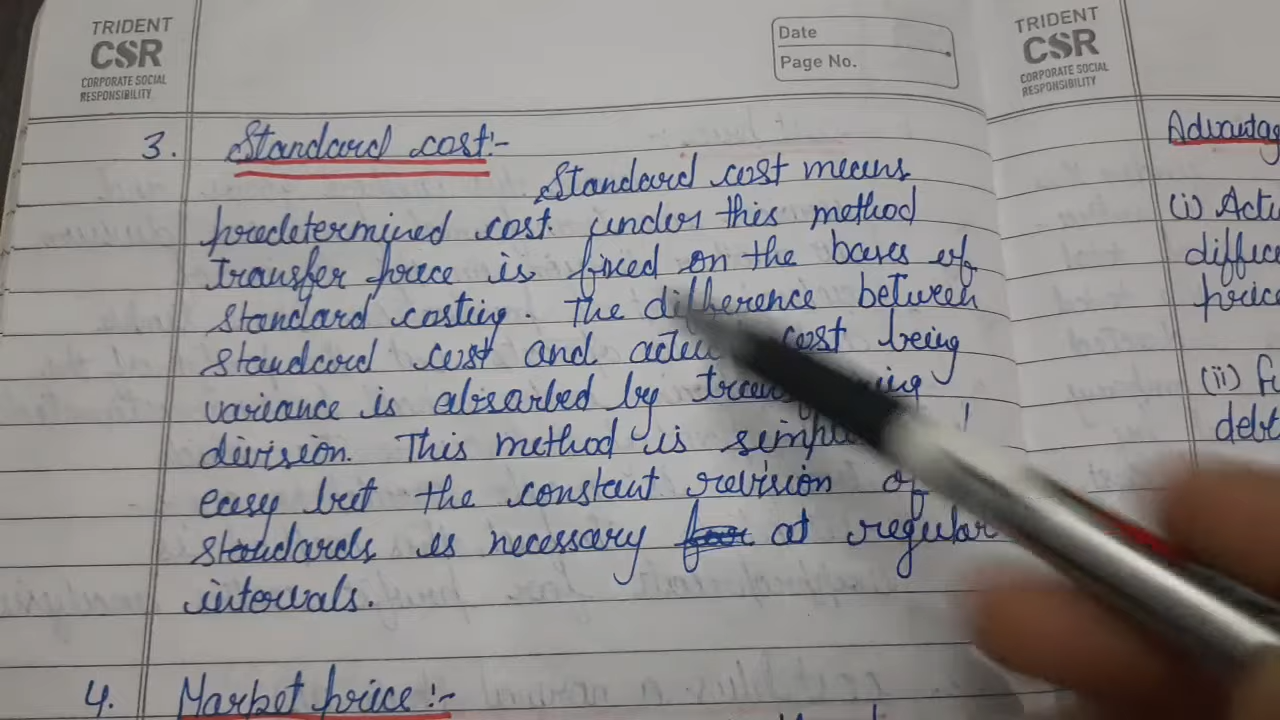 TRIDENT
CSR
CORPORATE SOCIAL
RESPONSIBILITY
Date
Page No.
3. Standard cost:-
Standard cost means
predetermined cost. under this method
transfer price is fixed on the bases of
standard costing. The difference between
standard cost and cost being
variance is absorbed by
division. This method is
easy but the constant revision of
standards is necessary at regular
intervals.
4. Market price:-
TRIDENT
CSR
CORPORATE SOCIAL
RESPONSIBILITY
(i)
(ii)